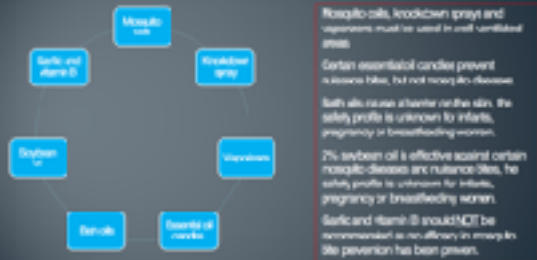 Mosquito
coils
Garlic and
vitamin B
Knockdown
spray
Soybean
Vaporisers
Bath oils
Essential oil
candles
Mosquito coils, knockdown sprays and
vaporisers must be used in well ventilated
areas.
Certain essential oil candles prevent
nuisance bites, but not mosquito diseases.
Bath oils cause a barrier on the skin, the
safety profile is unknown for infants,
pregnancy or breastfeeding women.
2% soybean oil is effective against certain
mosquito diseases and nuisance bites, the
safety profile is unknown for infants,
pregnancy or breastfeeding women.
Garlic and vitamin B should NOT be
recommended as no efficacy in mosquito
bite prevention has been proven.